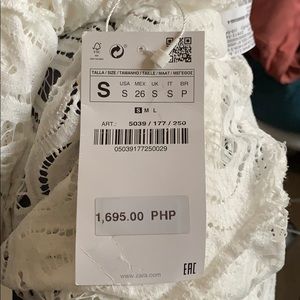 TALLA / SIZE / TAMANHO / TAILLE / MAAT / МЕГЕΘΟΣ
S
USA MEX UK IT BR
S 26 S S P
S M L
ART.: 5039 / 177 / 250
05039177250029
1,695.00 PHP
www.zara.com
EAC